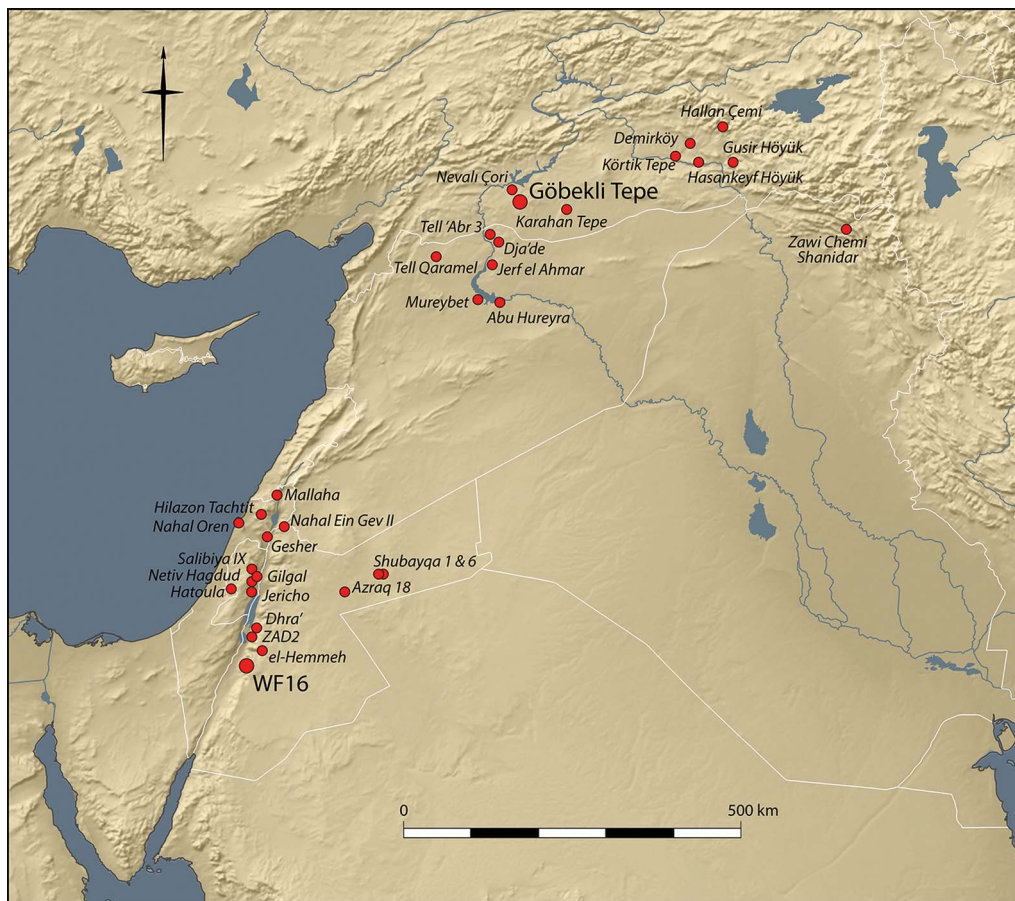 Hallan Çemi
Demirköy
Gusir Höyük
Körtik Tepe
Hasankeyf Höyük
Nevalı Çori
Göbekli Tepe
Karahan Tepe
Tell ‘Abr 3
Dja’de
Zawi Chemi
Shanidar
Tell Qaramel
Jerf el Ahmar
Mureybet
Abu Hureyra
Mallaha
Hilazon Tachtit
Nahal Oren
Nahal Ein Gev II
Gesher
Salibiya IX
Shubayqa 1 & 6
Netiv Hagdud
Gilgal
Hatoula
Jericho
Azraq 18
Dhra’
ZAD2
el-Hemmeh
WF16
0
500 km